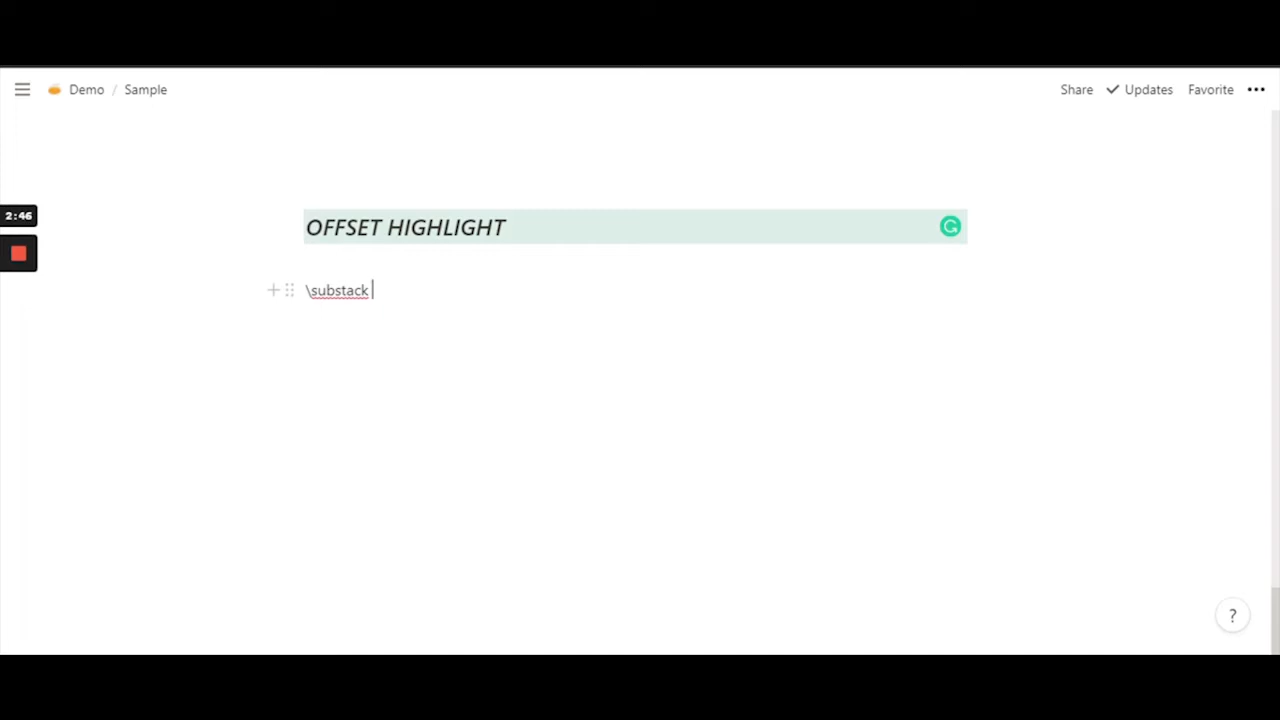 Demo / Sample
Share
Updates
Favorite
2:46
OFFSET HIGHLIGHT
\substack
?